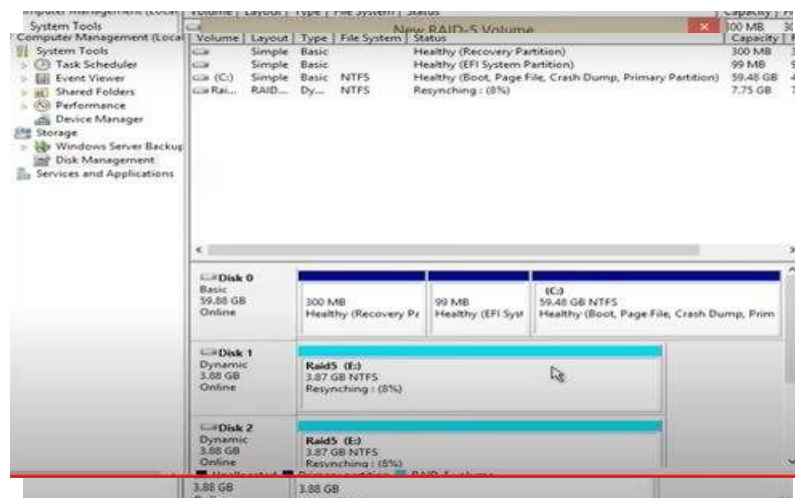 System Tools
New RAID-5 Volume
Computer Management (Local
Volume Layout Type File System Status Capacity
System Tools
Task Scheduler
Event Viewer
Shared Folders
Performance
Device Manager
Storage
Windows Server Backup
Disk Management
Services and Applications
Simple Basic Healthy (Recovery Partition) 300 MB
Simple Basic Healthy (EFI System Partition) 99 MB
(C:) Simple Basic NTFS Healthy (Boot, Page File, Crash Dump, Primary Partition) 59.48 GB
Rai... RAID... Dy... NTFS Resynching : (8%) 7.75 GB
Disk 0
Basic
59.88 GB
Online
300 MB
Healthy (Recovery Pa
99 MB
Healthy (EFI Syst
(C:)
59.48 GB NTFS
Healthy (Boot, Page File, Crash Dump, Prim
Disk 1
Dynamic
3.88 GB
Online
Raid5 (E:)
3.87 GB NTFS
Resynching : (8%)
Disk 2
Dynamic
3.88 GB
Online
Raid5 (E:)
3.87 GB NTFS
Resynching : (8%)
3.88 GB
3.88 GB